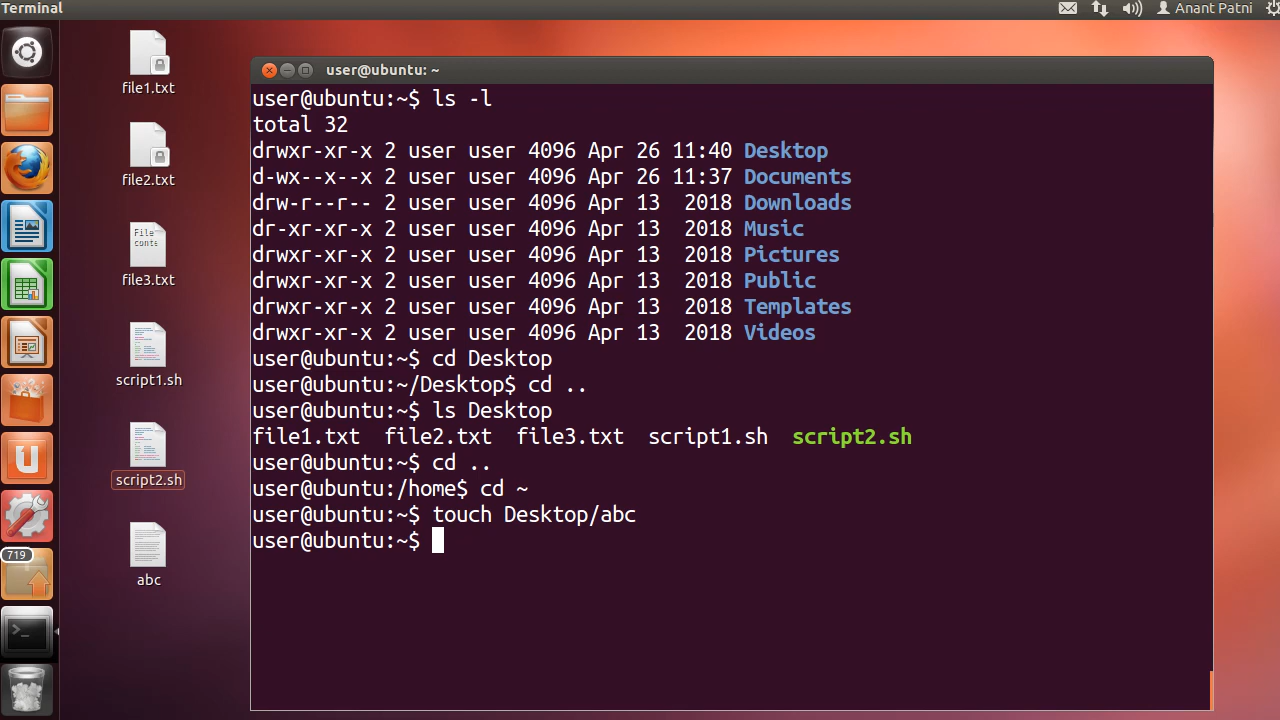 Terminal
Anant Patni
file1.txt
file2.txt
File
conte
file3.txt
script1.sh
script2.sh
abc
719
user@ubuntu: ~
user@ubuntu:~$ ls -l
total 32
drwxr-xr-x 2 user user 4096 Apr 26 11:40 Desktop
d-wx--x--x 2 user user 4096 Apr 26 11:37 Documents
drw-r--r-- 2 user user 4096 Apr 13  2018 Downloads
dr-xr-xr-x 2 user user 4096 Apr 13  2018 Music
drwxr-xr-x 2 user user 4096 Apr 13  2018 Pictures
drwxr-xr-x 2 user user 4096 Apr 13  2018 Public
drwxr-xr-x 2 user user 4096 Apr 13  2018 Templates
drwxr-xr-x 2 user user 4096 Apr 13  2018 Videos
user@ubuntu:~$ cd Desktop
user@ubuntu:~/Desktop$ cd ..
user@ubuntu:~$ ls Desktop
file1.txt  file2.txt  file3.txt  script1.sh  script2.sh
user@ubuntu:~$ cd ..
user@ubuntu:/home$ cd ~
user@ubuntu:~$ touch Desktop/abc
user@ubuntu:~$